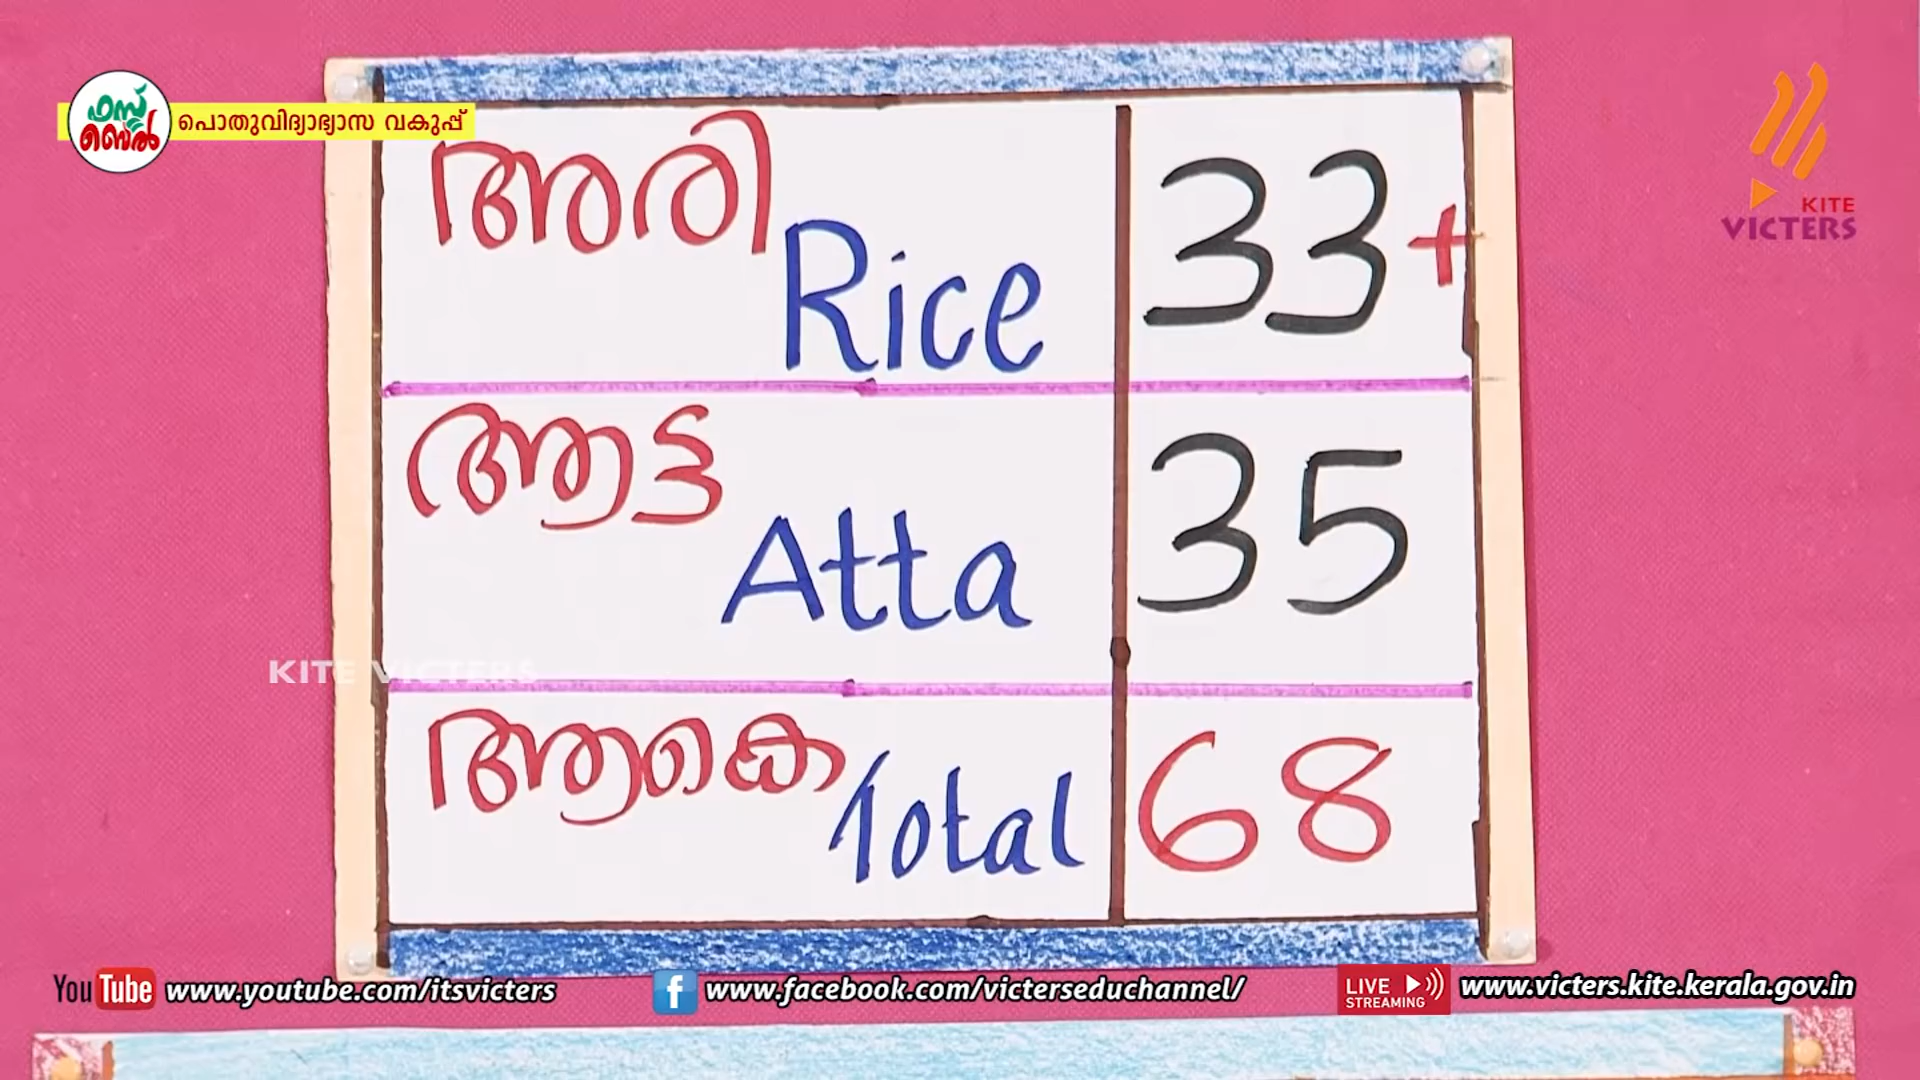 ഫസ്റ്റ്
ബെൽ
പൊതുവിദ്യാഭ്യാസ വകുപ്പ്
KITE
VICTERS
അരി Rice 33+
ആട്ട Atta 35
KITE VICTERS
ആകെ Total 68
YouTube www.youtube.com/itsvicters
f www.facebook.com/victerseduchannel/
LIVE STREAMING www.victers.kite.kerala.gov.in